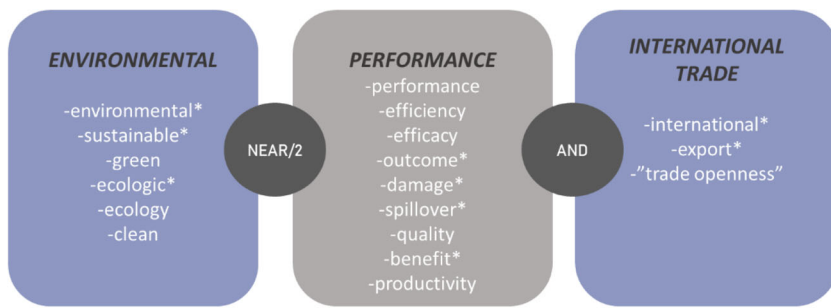 ENVIRONMENTAL
-environmental*
-sustainable*
-green
-ecologic*
-ecology
-clean
NEAR/2
PERFORMANCE
-performance
-efficiency
-efficacy
-outcome*
-damage*
-spillover*
-quality
-benefit*
-productivity
AND
INTERNATIONAL
TRADE
-international*
-export*
-”trade openness”